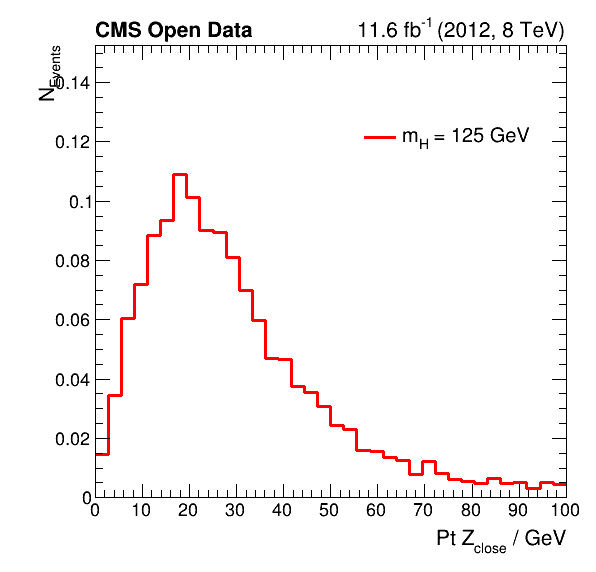 CMS Open Data 11.6 fb-1 (2012, 8 TeV)
NEvents
0.14
0.12
mH = 125 GeV
0.1
0.08
0.06
0.04
0.02
0
0 10 20 30 40 50 60 70 80 90 100
Pt Zclose / GeV